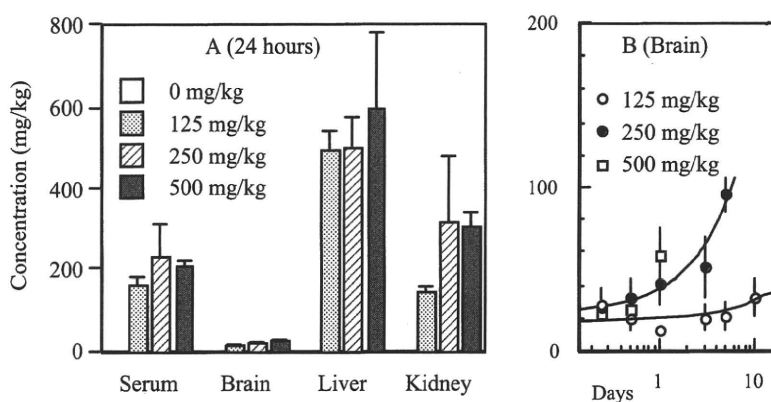 A (24 hours)
Concentration (mg/kg)
800
600
400
200
0
0 mg/kg
125 mg/kg
250 mg/kg
500 mg/kg
Serum Brain Liver Kidney
B (Brain)
200
100
0
125 mg/kg
250 mg/kg
500 mg/kg
Days 1 10